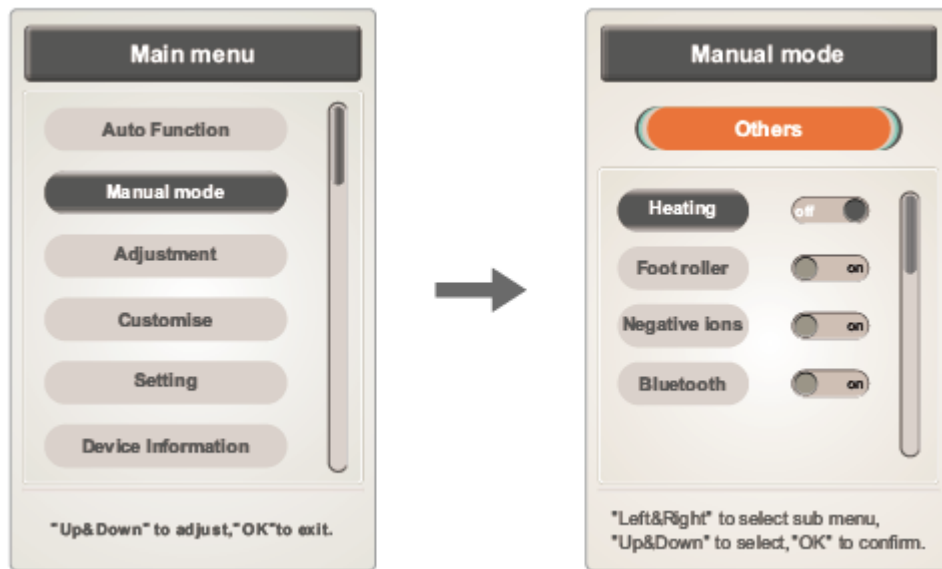 Main menu
Auto Function
Manual mode
Adjustment
Customise
Setting
Device Information
"Up&Down" to adjust,"OK"to exit.
Manual mode
Others
Heating off
Foot roller on
Negative ions on
Bluetooth on
"Left&Right" to select sub menu,
"Up&Down" to select,"OK" to confirm.